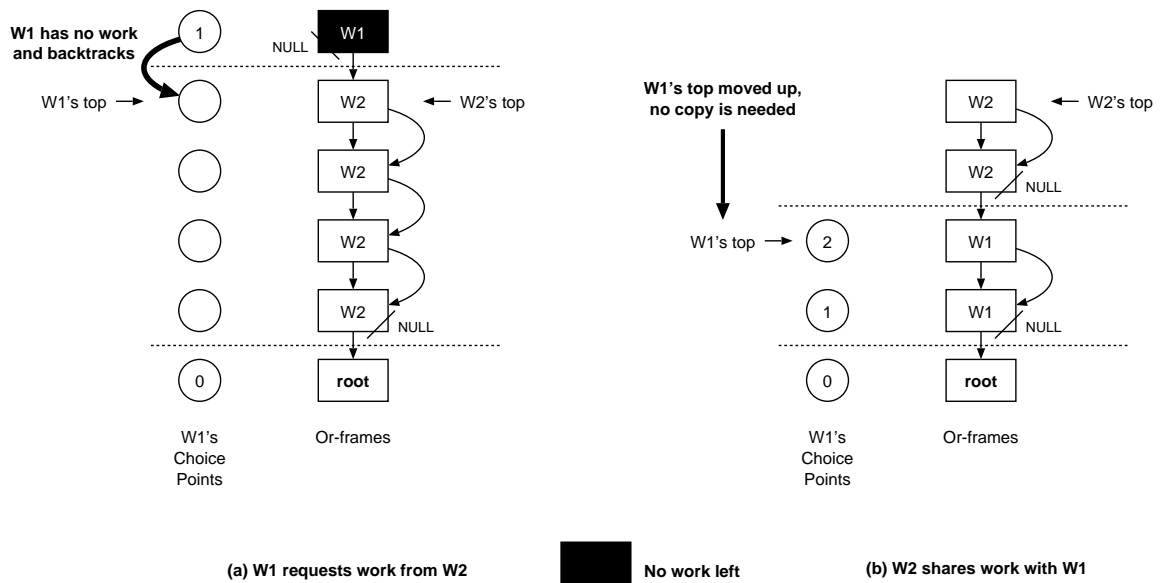 W1 has no work
and backtracks
1
NULL
W1
W1's top
W2
W2's top
W2
W2
W2
NULL
0
root
W1's
Choice
Points
Or-frames
(a) W1 requests work from W2
No work left
W1's top moved up,
no copy is needed
W2
W2's top
W2
NULL
W1's top
2
W1
1
W1
NULL
0
root
W1's
Choice
Points
Or-frames
(b) W2 shares work with W1